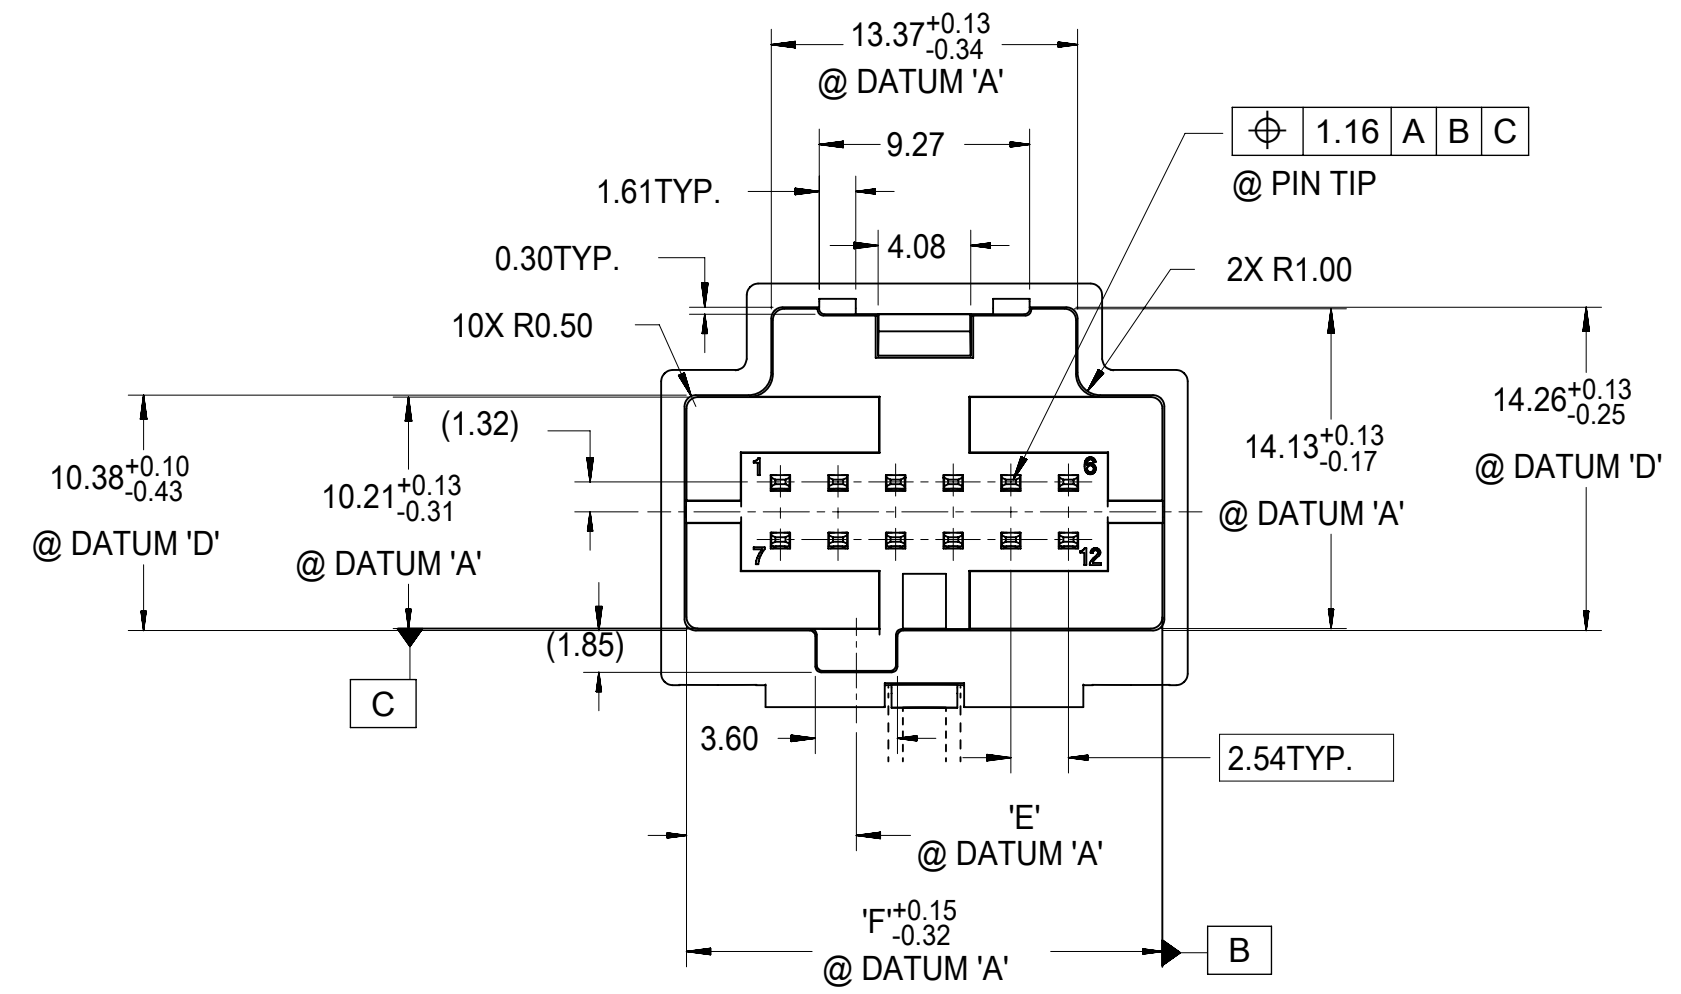 13.37 +0.13
-0.34
@ DATUM 'A'
9.27
1.16 A B C
@ PIN TIP
1.61TYP.
4.08
0.30TYP.
2X R1.00
10X R0.50
(1.32)
14.26 +0.13
-0.25
@ DATUM 'D'
14.13 +0.13
-0.17
@ DATUM 'A'
10.38 +0.10
-0.43
@ DATUM 'D'
10.21 +0.13
-0.31
@ DATUM 'A'
1 6
7 12
(1.85)
C
3.60
2.54TYP.
'E'
@ DATUM 'A'
'F' +0.15
-0.32
@ DATUM 'A'
B